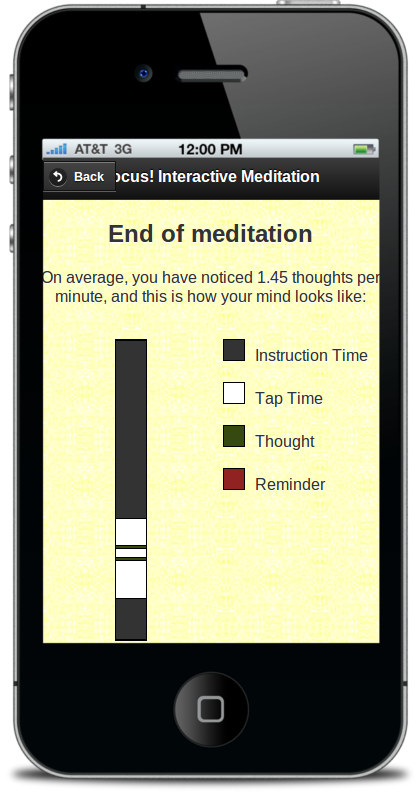 AT&T 3G 12:00 PM
Back ocus! Interactive Meditation
End of meditation
On average, you have noticed 1.45 thoughts per
minute, and this is how your mind looks like:
Instruction Time
Tap Time
Thought
Reminder